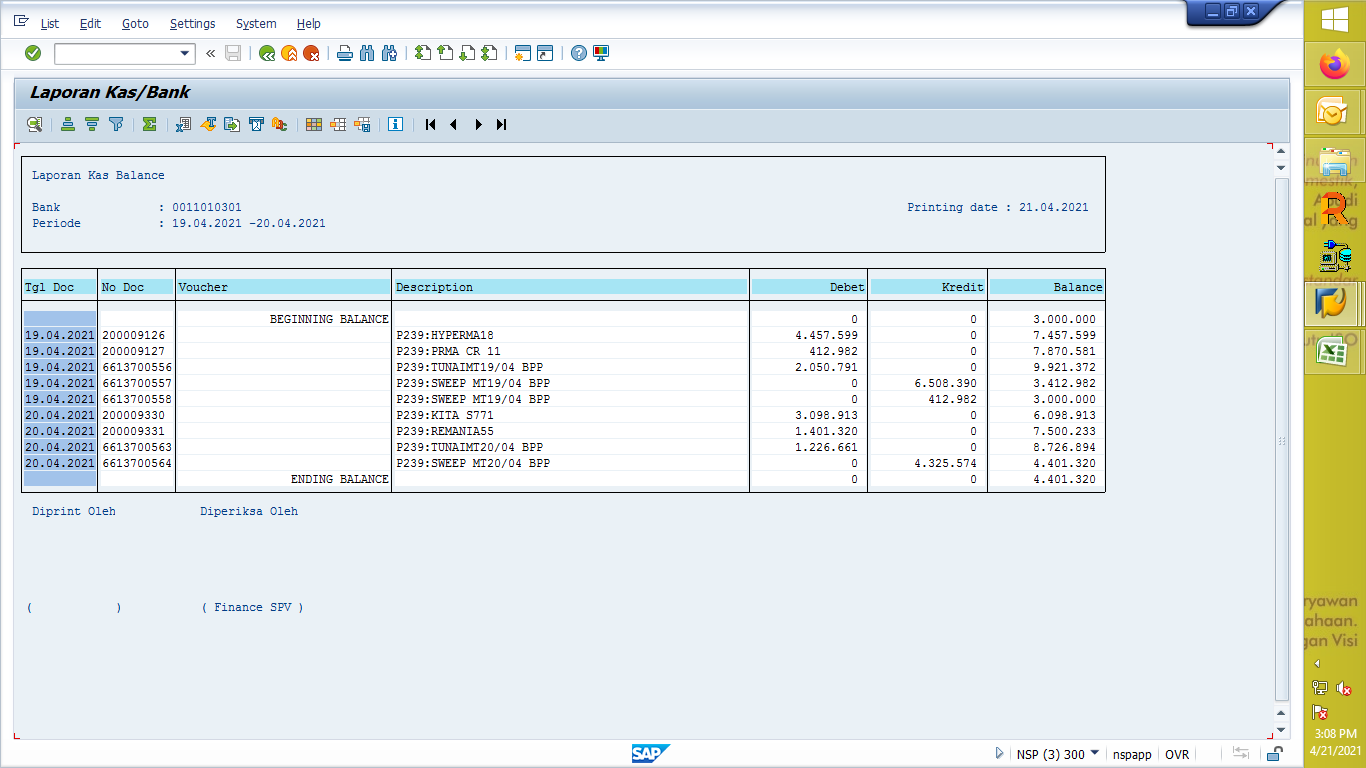 List Edit Goto Settings System Help
Laporan Kas/Bank
Laporan Kas Balance
Bank : 0011010301 Printing date : 21.04.2021
Periode : 19.04.2021 -20.04.2021
Tgl Doc No Doc Voucher Description Debet Kredit Balance
BEGINNING BALANCE 0 0 3.000.000
19.04.2021 200009126 P239:HYPERMA18 4.457.599 0 7.457.599
19.04.2021 200009127 P239:PRMA CR 11 412.982 0 7.870.581
19.04.2021 6613700556 P239:TUNAIMT19/04 BPP 2.050.791 0 9.921.372
19.04.2021 6613700557 P239:SWEEP MT19/04 BPP 0 6.508.390 3.412.982
19.04.2021 6613700558 P239:SWEEP MT19/04 BPP 0 412.982 3.000.000
20.04.2021 200009330 P239:KITA S771 3.098.913 0 6.098.913
20.04.2021 200009331 P239:REMANIA55 1.401.320 0 7.500.233
20.04.2021 6613700563 P239:TUNAIMT20/04 BPP 1.226.661 0 8.726.894
20.04.2021 6613700564 P239:SWEEP MT20/04 BPP 0 4.325.574 4.401.320
ENDING BALANCE 0 0 4.401.320
Diprint Oleh Diperiksa Oleh
( ) ( Finance SPV )
SAP NSP (3) 300 nspapp OVR
ryawan
ahaan.
gan Visi
3:08 PM
4/21/2021